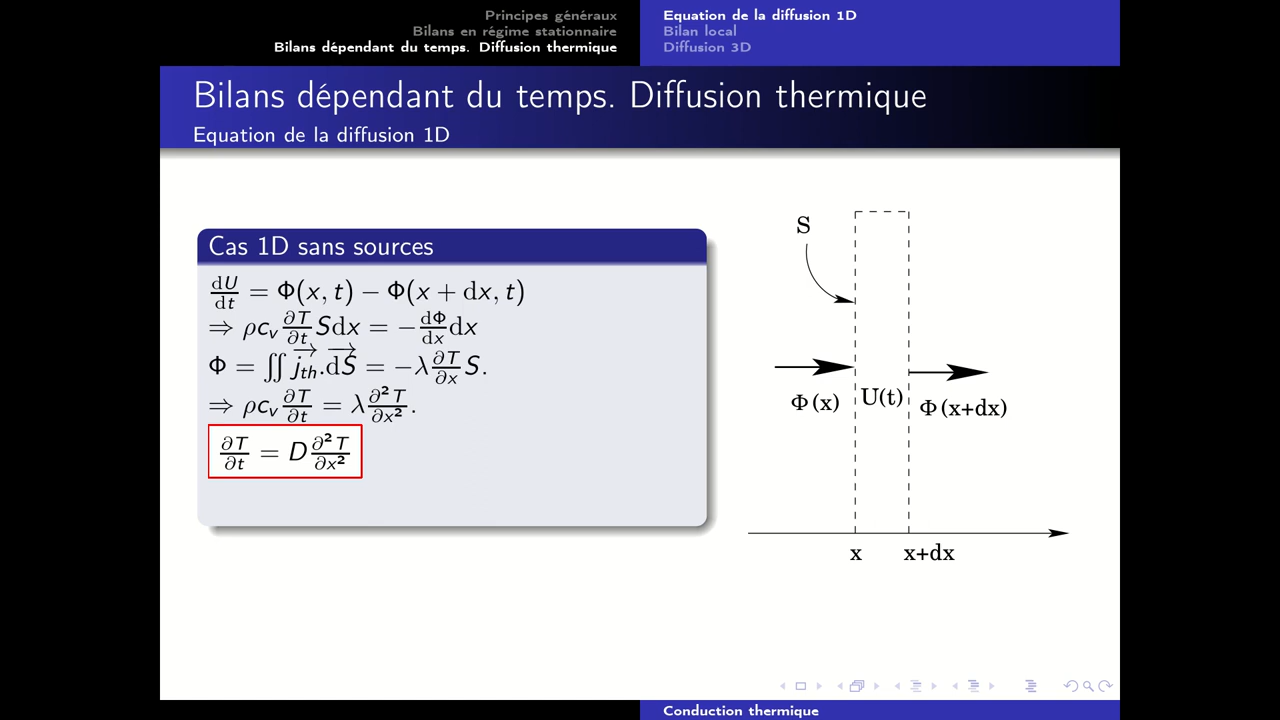 Principes généraux
Bilans en régime stationnaire
Bilans dépendant du temps. Diffusion thermique
Equation de la diffusion 1D
Bilan local
Diffusion 3D
Bilans dépendant du temps. Diffusion thermique
Equation de la diffusion 1D
Cas 1D sans sources
dU/dt = Φ(x, t) − Φ(x + dx, t)
⇒ ρc_v ∂T/∂t Sdx = − dΦ/dx dx
Φ = ∬ j⃗_th . dS⃗ = −λ ∂T/∂x S.
⇒ ρc_v ∂T/∂t = λ ∂²T/∂x².
∂T/∂t = D ∂²T/∂x²
S
Φ(x)
U(t)
Φ(x+dx)
x
x+dx
Conduction thermique